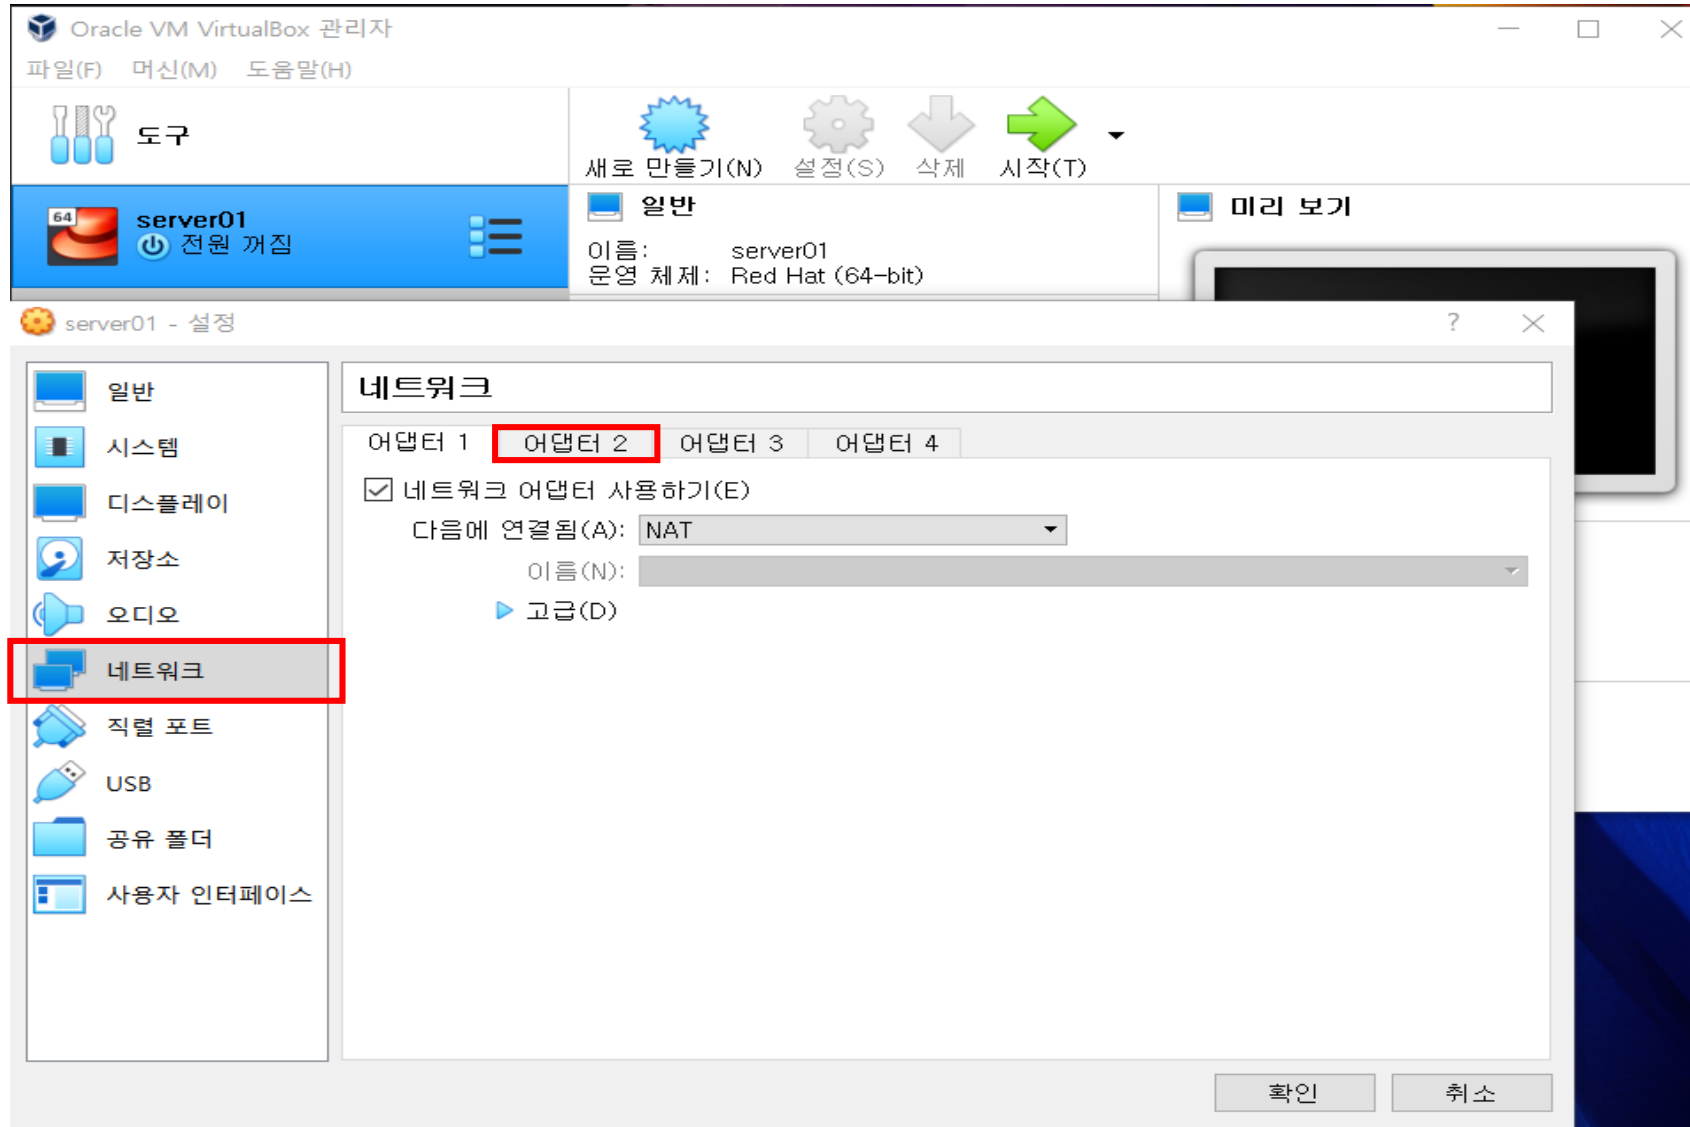 Oracle VM VirtualBox 관리자
파일(F) 머신(M) 도움말(H)
도구
새로 만들기(N) 설정(S) 삭제 시작(T)
64
server01
전원 꺼짐
일반
이름: server01
운영 체제: Red Hat (64-bit)
미리 보기
server01 - 설정
?
일반
시스템
디스플레이
저장소
오디오
네트워크
직렬 포트
USB
공유 폴더
사용자 인터페이스
네트워크
어댑터 1 어댑터 2 어댑터 3 어댑터 4
네트워크 어댑터 사용하기(E)
다음에 연결됨(A): NAT
이름(N):
고급(D)
확인 취소